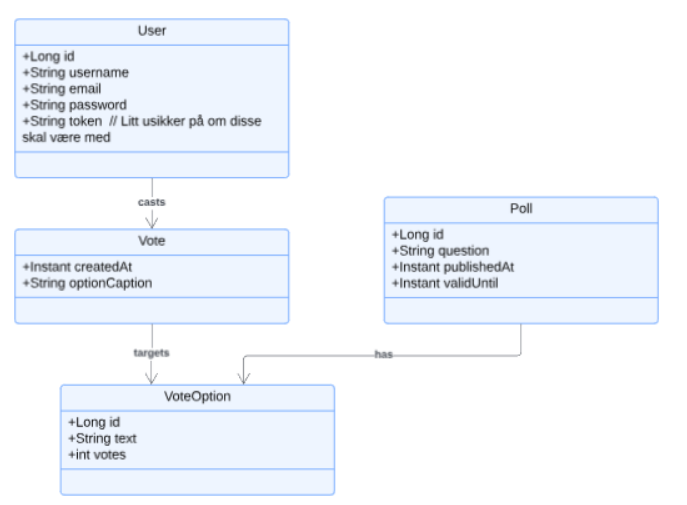 User
+Long id
+String username
+String email
+String password
+String token  // Litt usikker på om disse
skal være med
casts
Vote
+Instant createdAt
+String optionCaption
Poll
+Long id
+String question
+Instant publishedAt
+Instant validUntil
targets
has
VoteOption
+Long id
+String text
+int votes